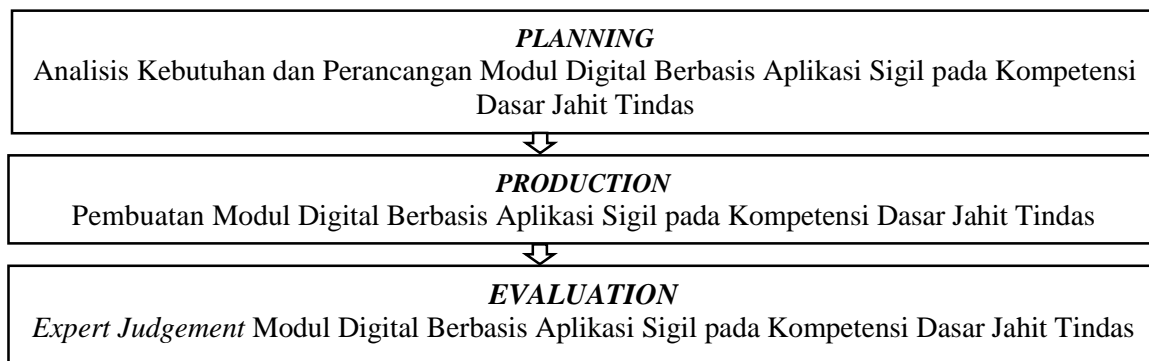 PLANNING
Analisis Kebutuhan dan Perancangan Modul Digital Berbasis Aplikasi Sigil pada Kompetensi
Dasar Jahit Tindas
PRODUCTION
Pembuatan Modul Digital Berbasis Aplikasi Sigil pada Kompetensi Dasar Jahit Tindas
EVALUATION
Expert Judgement Modul Digital Berbasis Aplikasi Sigil pada Kompetensi Dasar Jahit Tindas